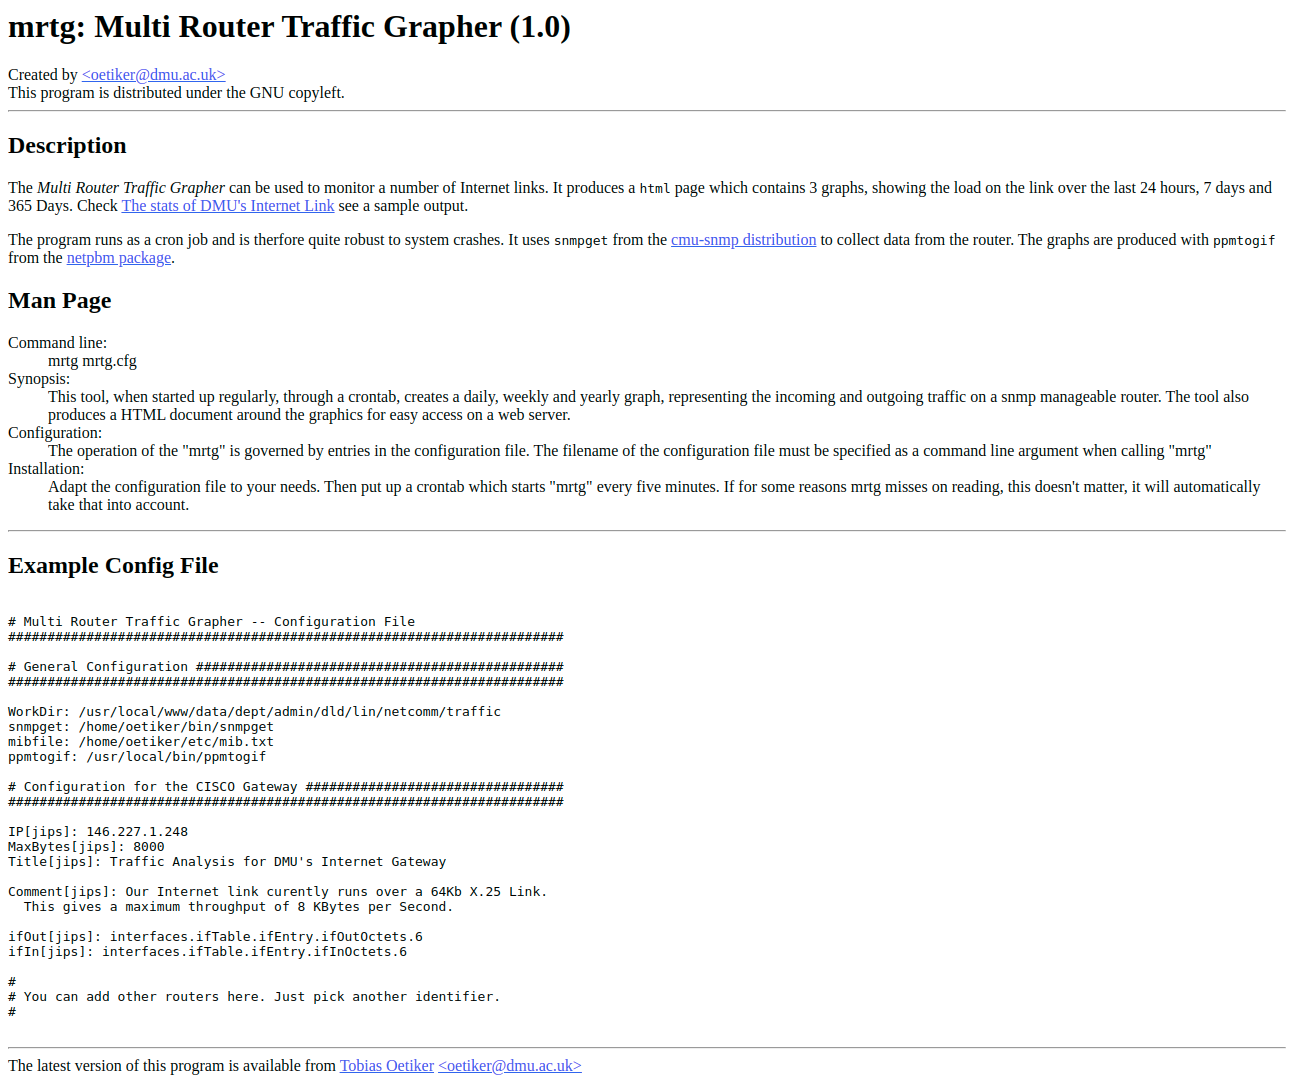 mrtg: Multi Router Traffic Grapher (1.0)
Created by <oetiker@dmu.ac.uk>
This program is distributed under the GNU copyleft.
Description
The Multi Router Traffic Grapher can be used to monitor a number of Internet links. It produces a html page which contains 3 graphs, showing the load on the link over the last 24 hours, 7 days and
365 Days. Check The stats of DMU's Internet Link see a sample output.
The program runs as a cron job and is therfore quite robust to system crashes. It uses snmpget from the cmu-snmp distribution to collect data from the router. The graphs are produced with ppmtogif
from the netpbm package.
Man Page
Command line:
mrtg mrtg.cfg
Synopsis:
This tool, when started up regularly, through a crontab, creates a daily, weekly and yearly graph, representing the incoming and outgoing traffic on a snmp manageable router. The tool also
produces a HTML document around the graphics for easy access on a web server.
Configuration:
The operation of the "mrtg" is governed by entries in the configuration file. The filename of the configuration file must be specified as a command line argument when calling "mrtg"
Installation:
Adapt the configuration file to your needs. Then put up a crontab which starts "mrtg" every five minutes. If for some reasons mrtg misses on reading, this doesn't matter, it will automatically
take that into account.
Example Config File
# Multi Router Traffic Grapher -- Configuration File
#######################################################################
# General Configuration ###############################################
#######################################################################
WorkDir: /usr/local/www/data/dept/admin/dld/lin/netcomm/traffic
snmpget: /home/oetiker/bin/snmpget
mibfile: /home/oetiker/etc/mib.txt
ppmtogif: /usr/local/bin/ppmtogif
# Configuration for the CISCO Gateway #################################
#######################################################################
IP[jips]: 146.227.1.248
MaxBytes[jips]: 8000
Title[jips]: Traffic Analysis for DMU's Internet Gateway
Comment[jips]: Our Internet link curently runs over a 64Kb X.25 Link.
This gives a maximum throughput of 8 KBytes per Second.
ifOut[jips]: interfaces.ifTable.ifEntry.ifOutOctets.6
ifIn[jips]: interfaces.ifTable.ifEntry.ifInOctets.6
#
# You can add other routers here. Just pick another identifier.
#
The latest version of this program is available from Tobias Oetiker <oetiker@dmu.ac.uk>